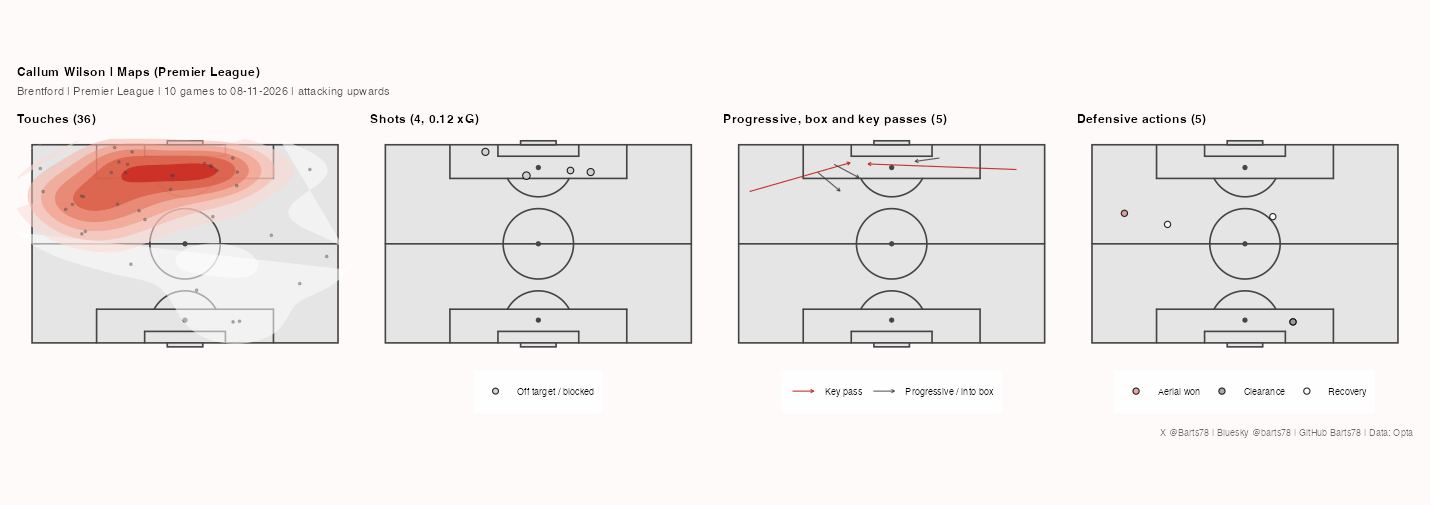 Callum Wilson | Maps (Premier League)
Brentford | Premier League | 10 games to 08-11-2026 | attacking upwards
Touches (36)
Shots (4, 0.12 xG)
Progressive, box and key passes (5)
Defensive actions (5)
Off target / blocked
Key pass
Progressive / into box
Aerial won
Clearance
Recovery
X @Barts78 | Bluesky @barts78 | GitHub Barts78 | Data: Opta